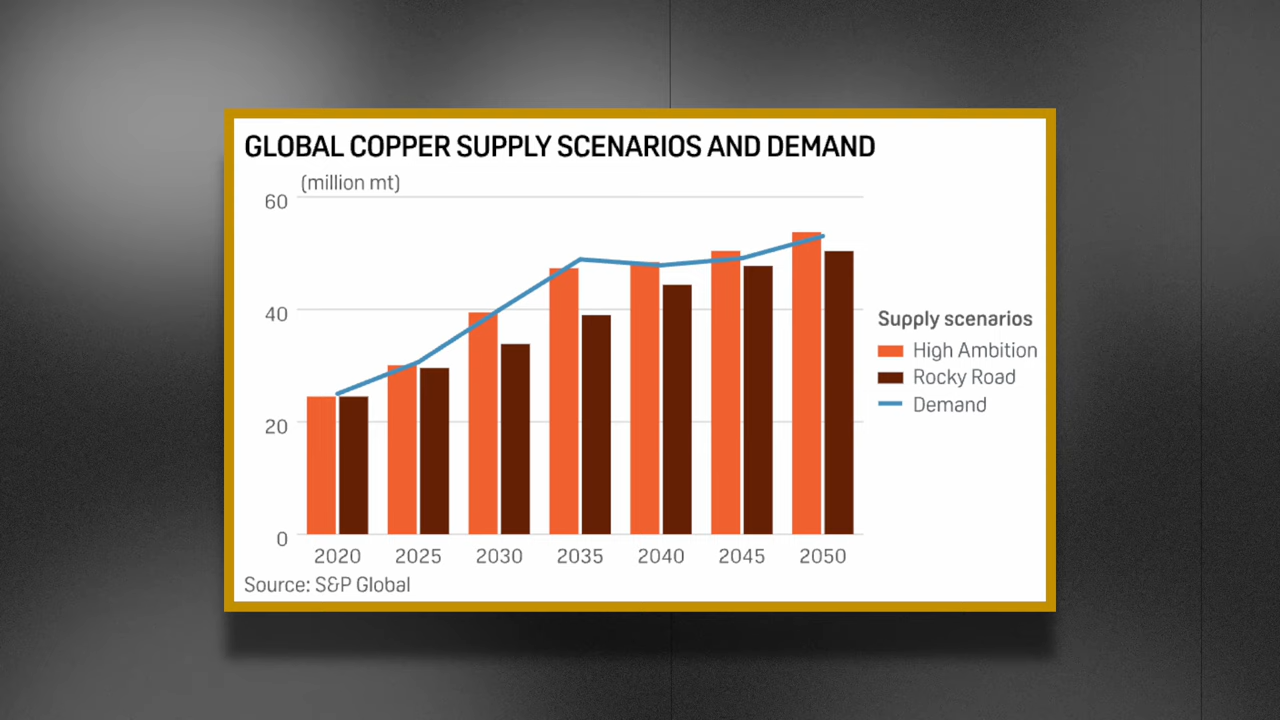 GLOBAL COPPER SUPPLY SCENARIOS AND DEMAND
(million mt)
60
40
20
0
2020 2025 2030 2035 2040 2045 2050
Supply scenarios
High Ambition
Rocky Road
Demand
Source: S&P Global